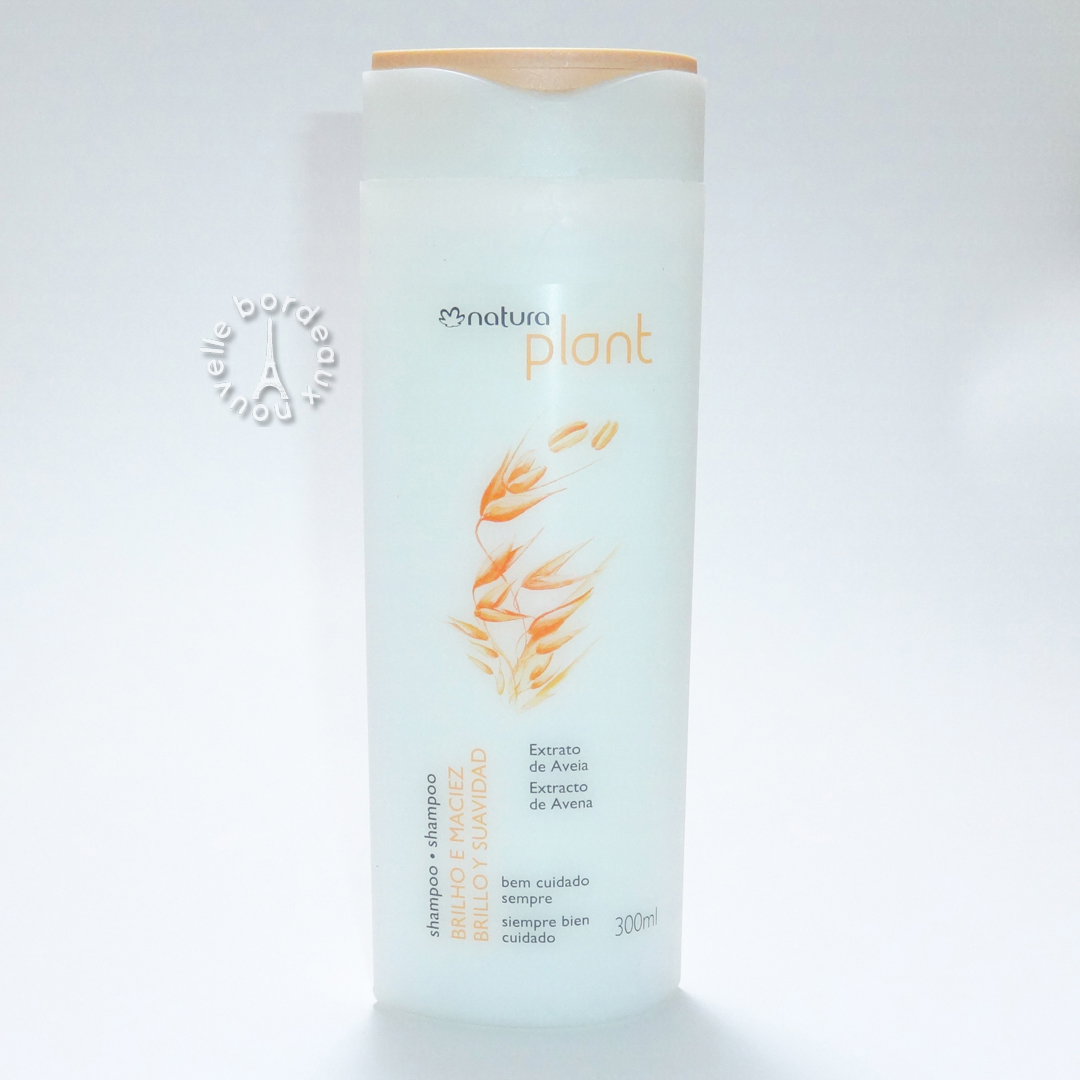 nouvelle bordeaux
natura
plant
Extrato
de Aveia
Extracto
de Avena
shampoo • shampoo
BRILHO E MACIEZ
BRILLO Y SUAVIDAD
bem cuidado
sempre
siempre bien
cuidado
300ml